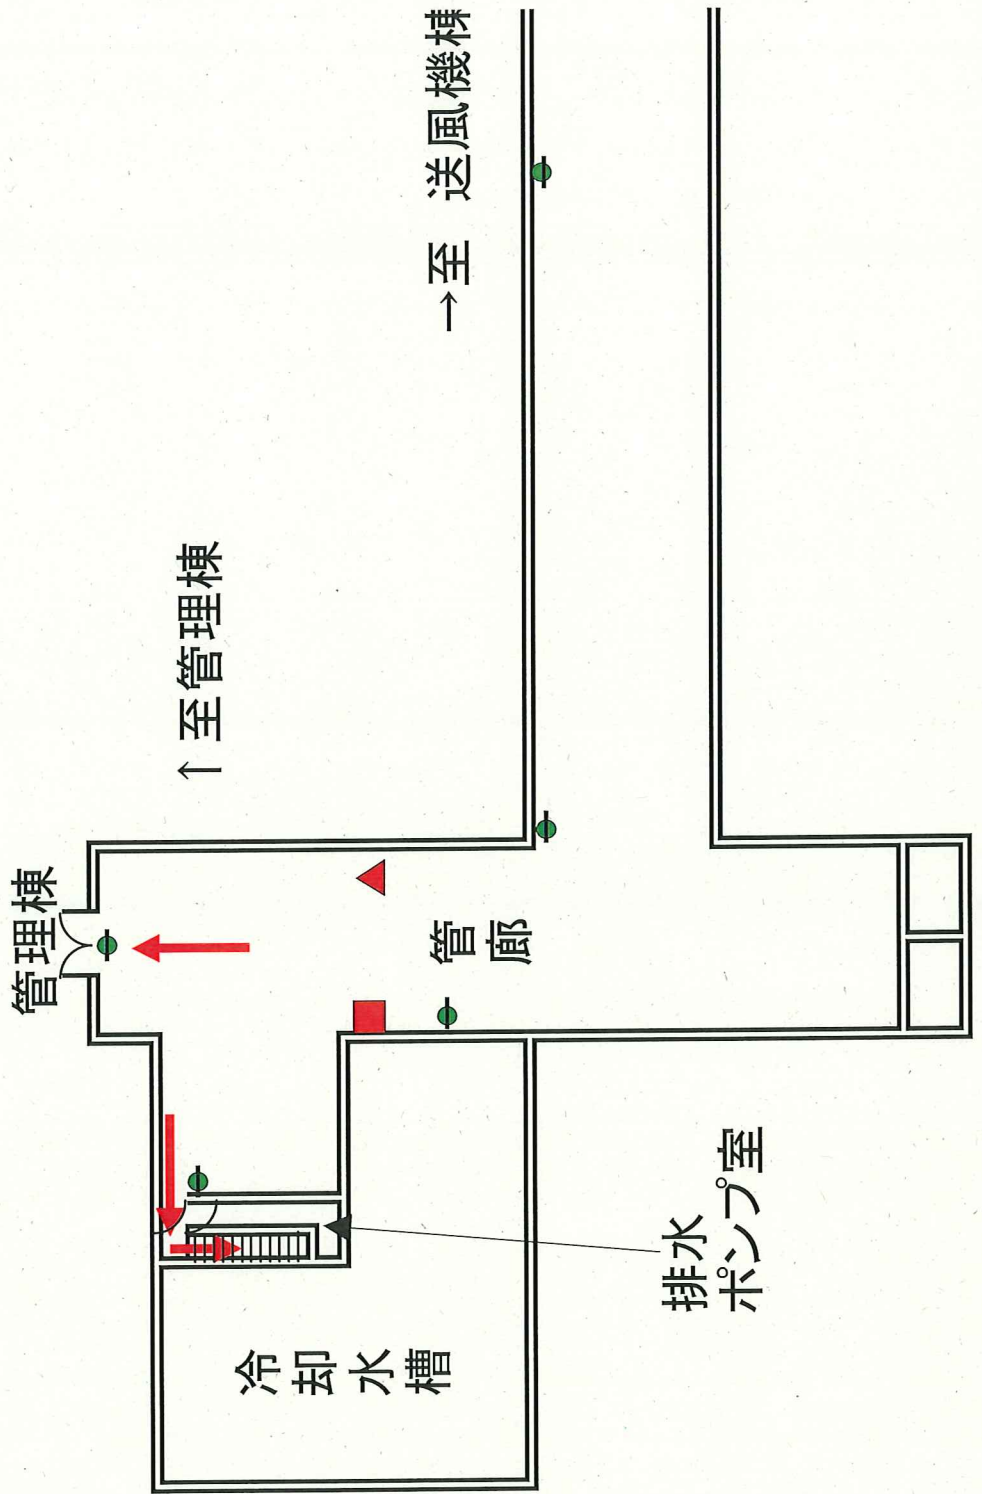 管理棟
↑至管理棟
冷却水槽
→至 送風機棟
管廊
排水
ポンプ室